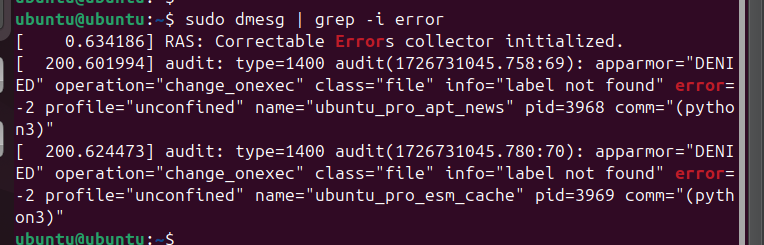 ubuntu@ubuntu:~$
ubuntu@ubuntu:~$ sudo dmesg | grep -i error
[    0.634186] RAS: Correctable Errors collector initialized.
[  200.601994] audit: type=1400 audit(1726731045.758:69): apparmor="DENI
ED" operation="change_onexec" class="file" info="label not found" error=
-2 profile="unconfined" name="ubuntu_pro_apt_news" pid=3968 comm="(pytho
n3)"
[  200.624473] audit: type=1400 audit(1726731045.780:70): apparmor="DENI
ED" operation="change_onexec" class="file" info="label not found" error=
-2 profile="unconfined" name="ubuntu_pro_esm_cache" pid=3969 comm="(pyth
on3)"
ubuntu@ubuntu:~$